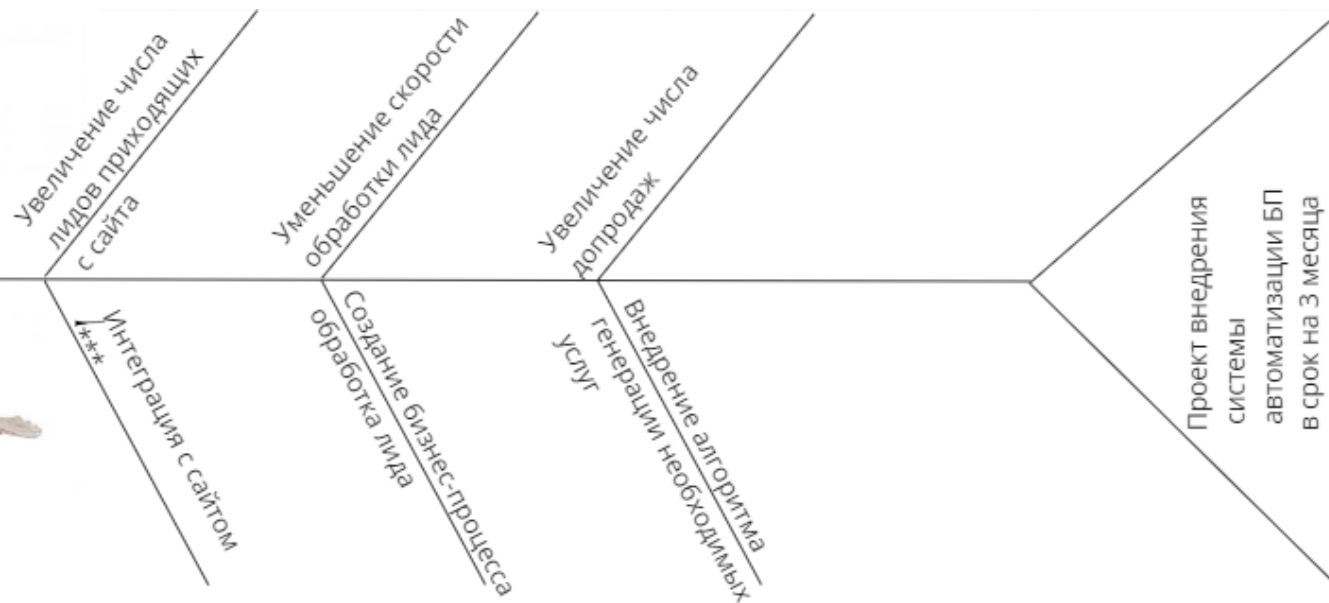 Увеличение числа
лидов приходящих
с сайта
Уменьшение скорости
обработки лида
Увеличение числа
допродаж
Интеграция с сайтом
***
Создание бизнес-процесса
обработка лида
Внедрение алгоритма
генерации необходимых
услуг
Проект внедрения
системы
автоматизации БП
в срок на 3 месяца